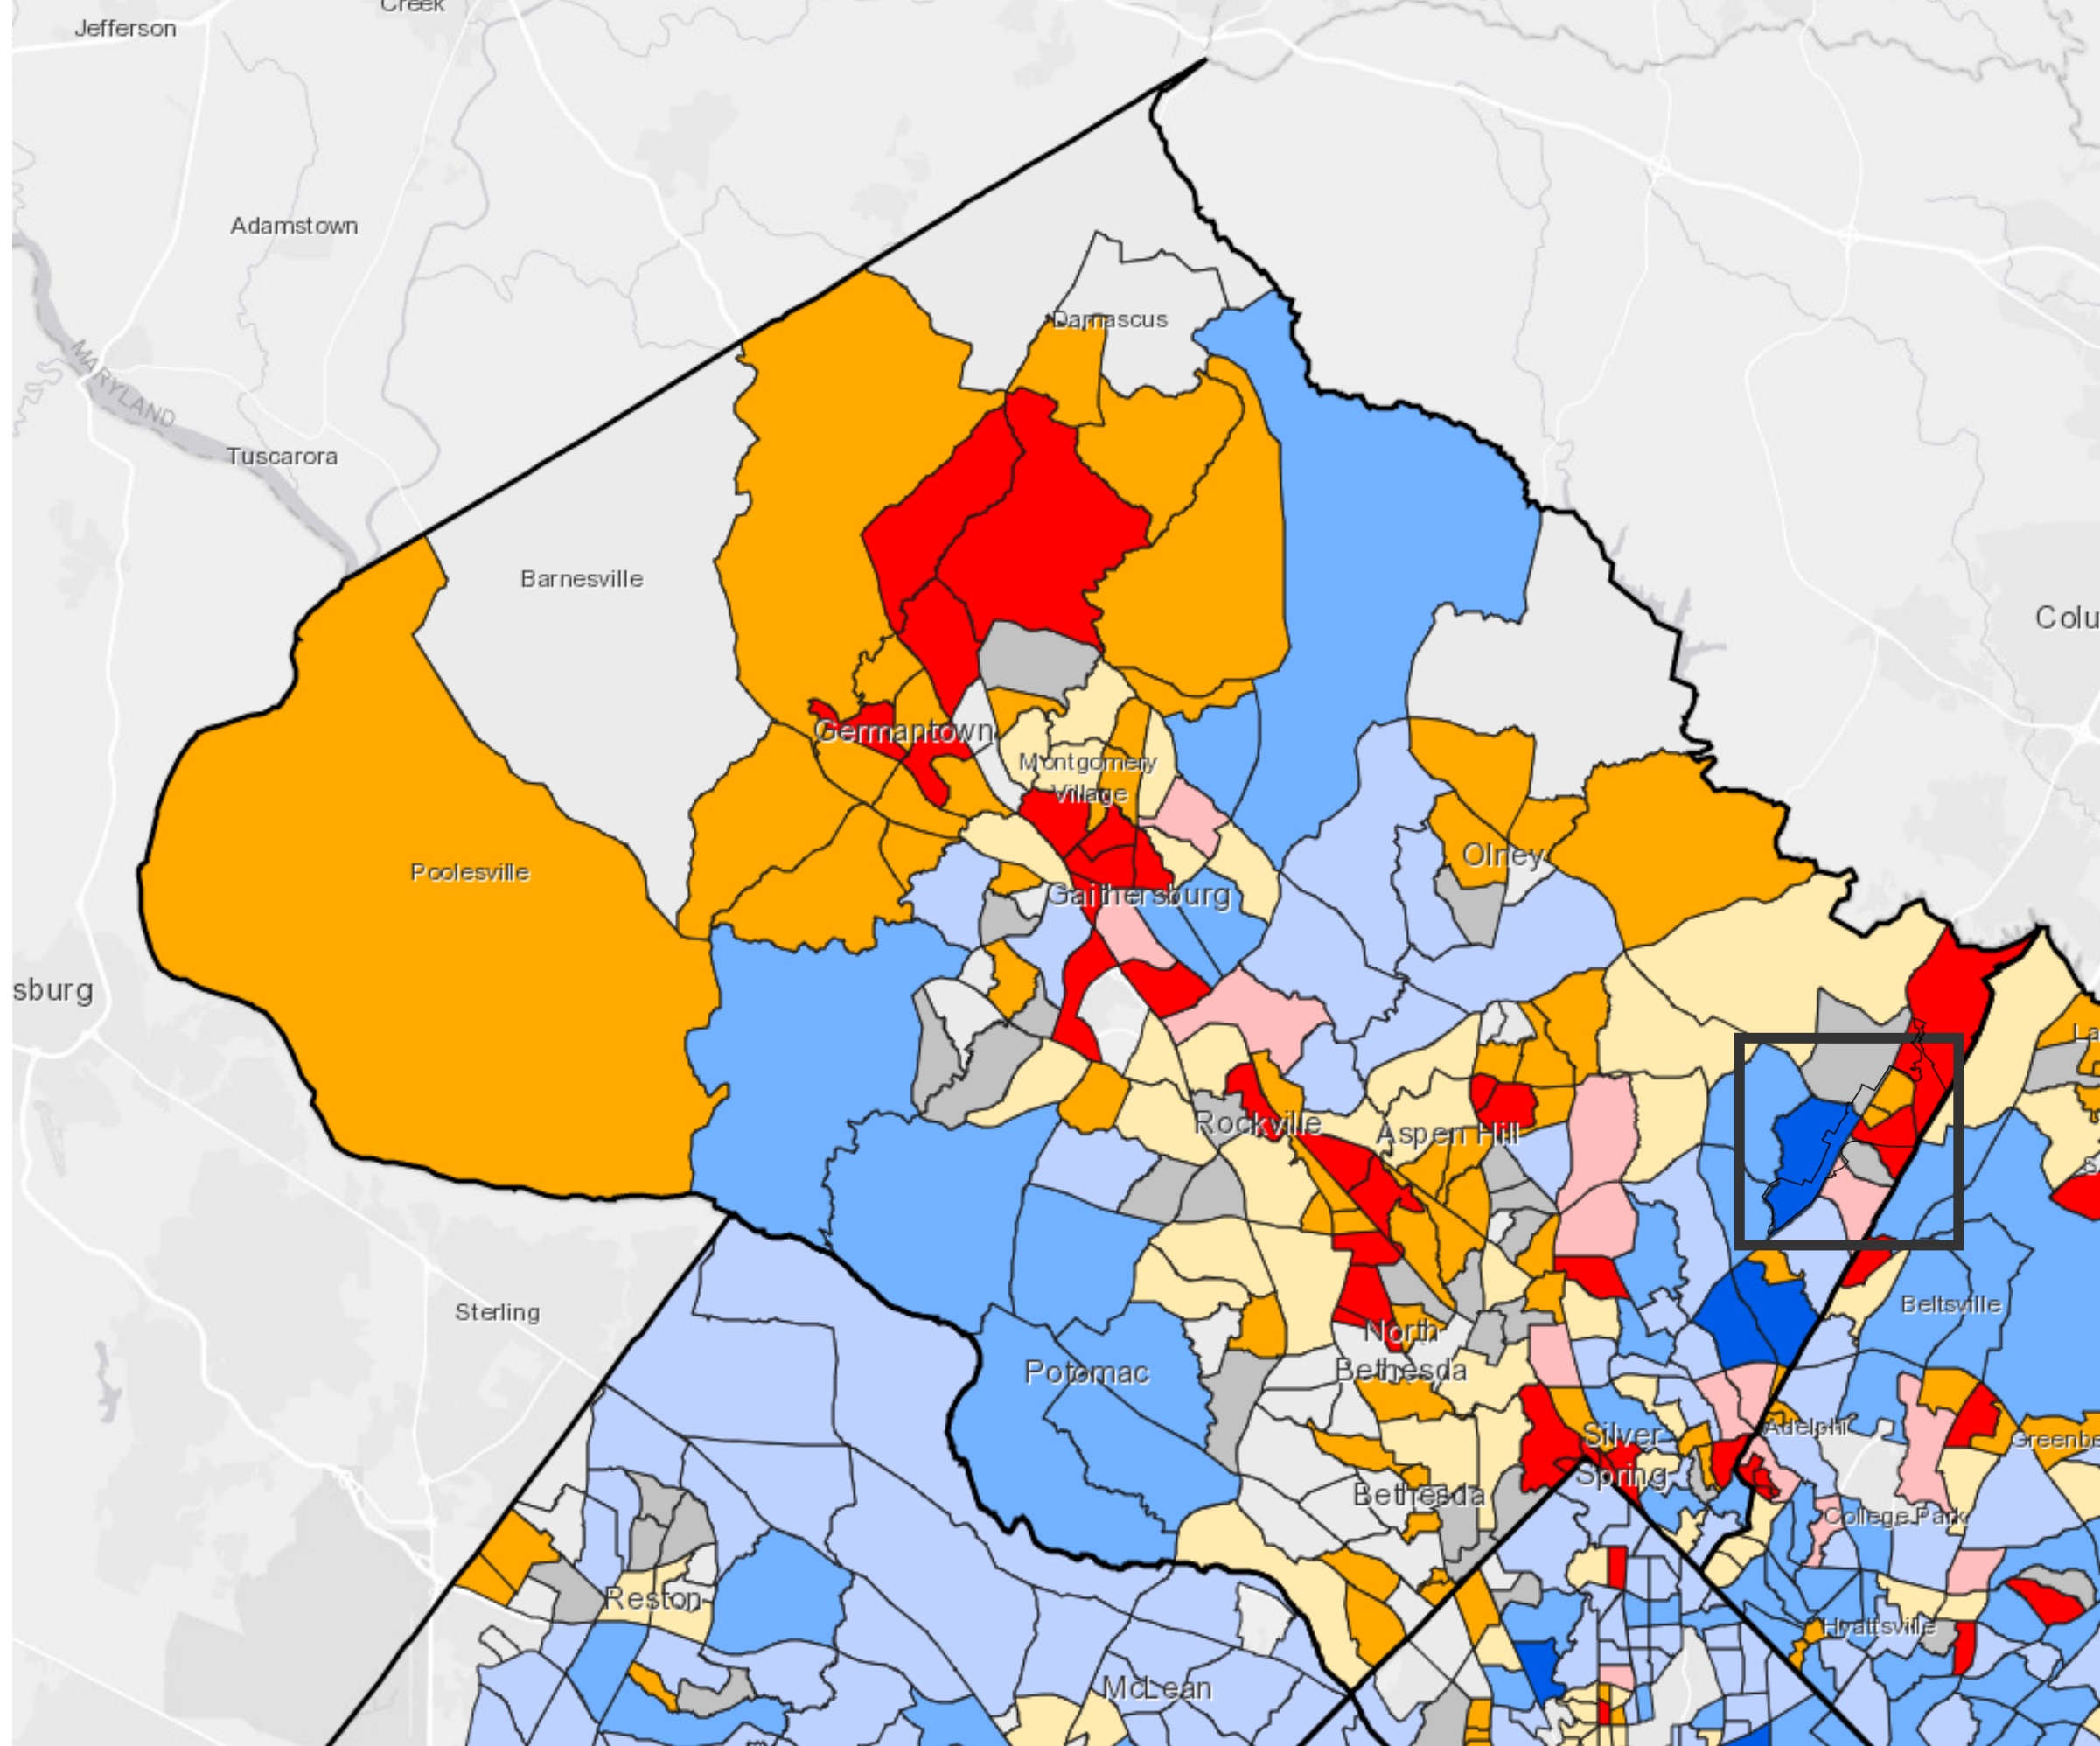 Creek
Jefferson
Adamstown
Damascus
MARYLAND
Tuscarora
Barnesville
Colu
Germantown
Montgomery
Village
Olney
Poolesville
Gaithersburg
sburg
La
Rockville
Aspen Hill
S
Sterling
Beltsville
North
Bethesda
Potomac
Adelphi
Silver
Spring
Greenbe
Bethesda
College Park
Reston
Hyattsville
McLean